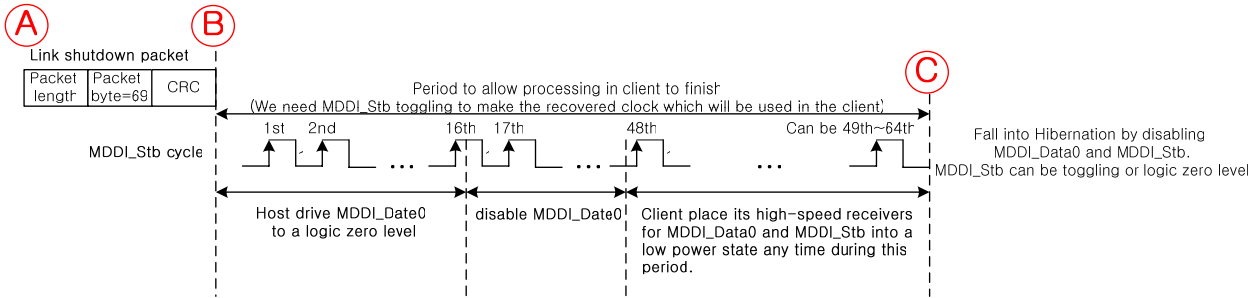 A
B
C
Link shutdown packet
Packet length
Packet byte=69
CRC
Period to allow processing in client to finish
(We need MDDI_Stb toggling to make the recovered clock which will be used in the client)
1st
2nd
16th
17th
48th
Can be 49th~64th
MDDI_Stb cycle
...
...
...
Fall into Hibernation by disabling
MDDI_Data0 and MDDI_Stb.
MDDI_Stb can be toggling or logic zero level
Host drive MDDI_Date0
to a logic zero level
disable MDDI_Date0
Client place its high-speed receivers
for MDDI_Data0 and MDDI_Stb into a
low power state any time during this
period.